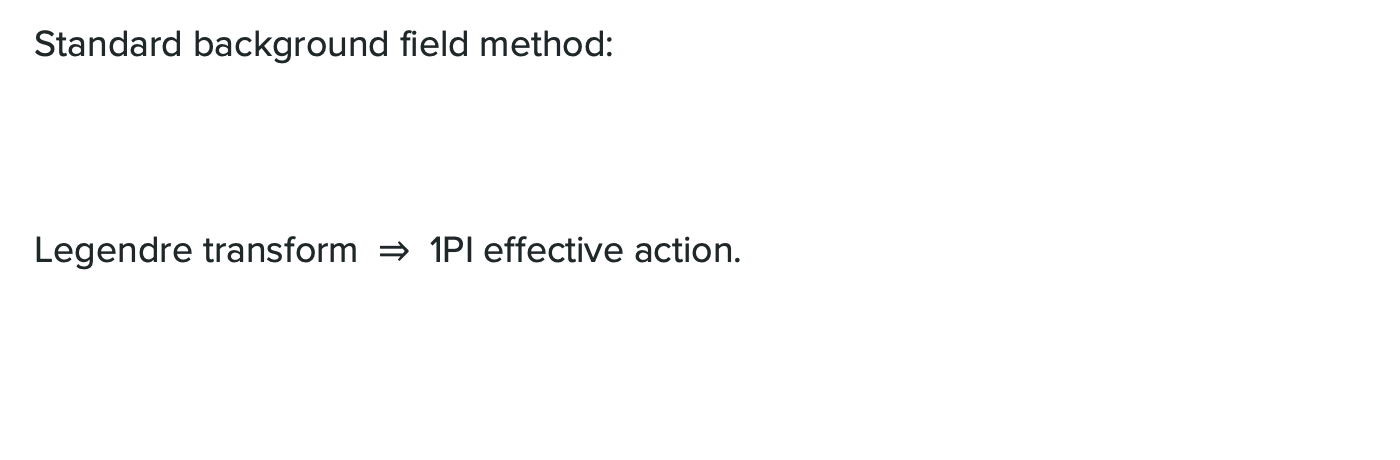 Standard background field method:
Legendre transform ⇒ 1PI effective action.